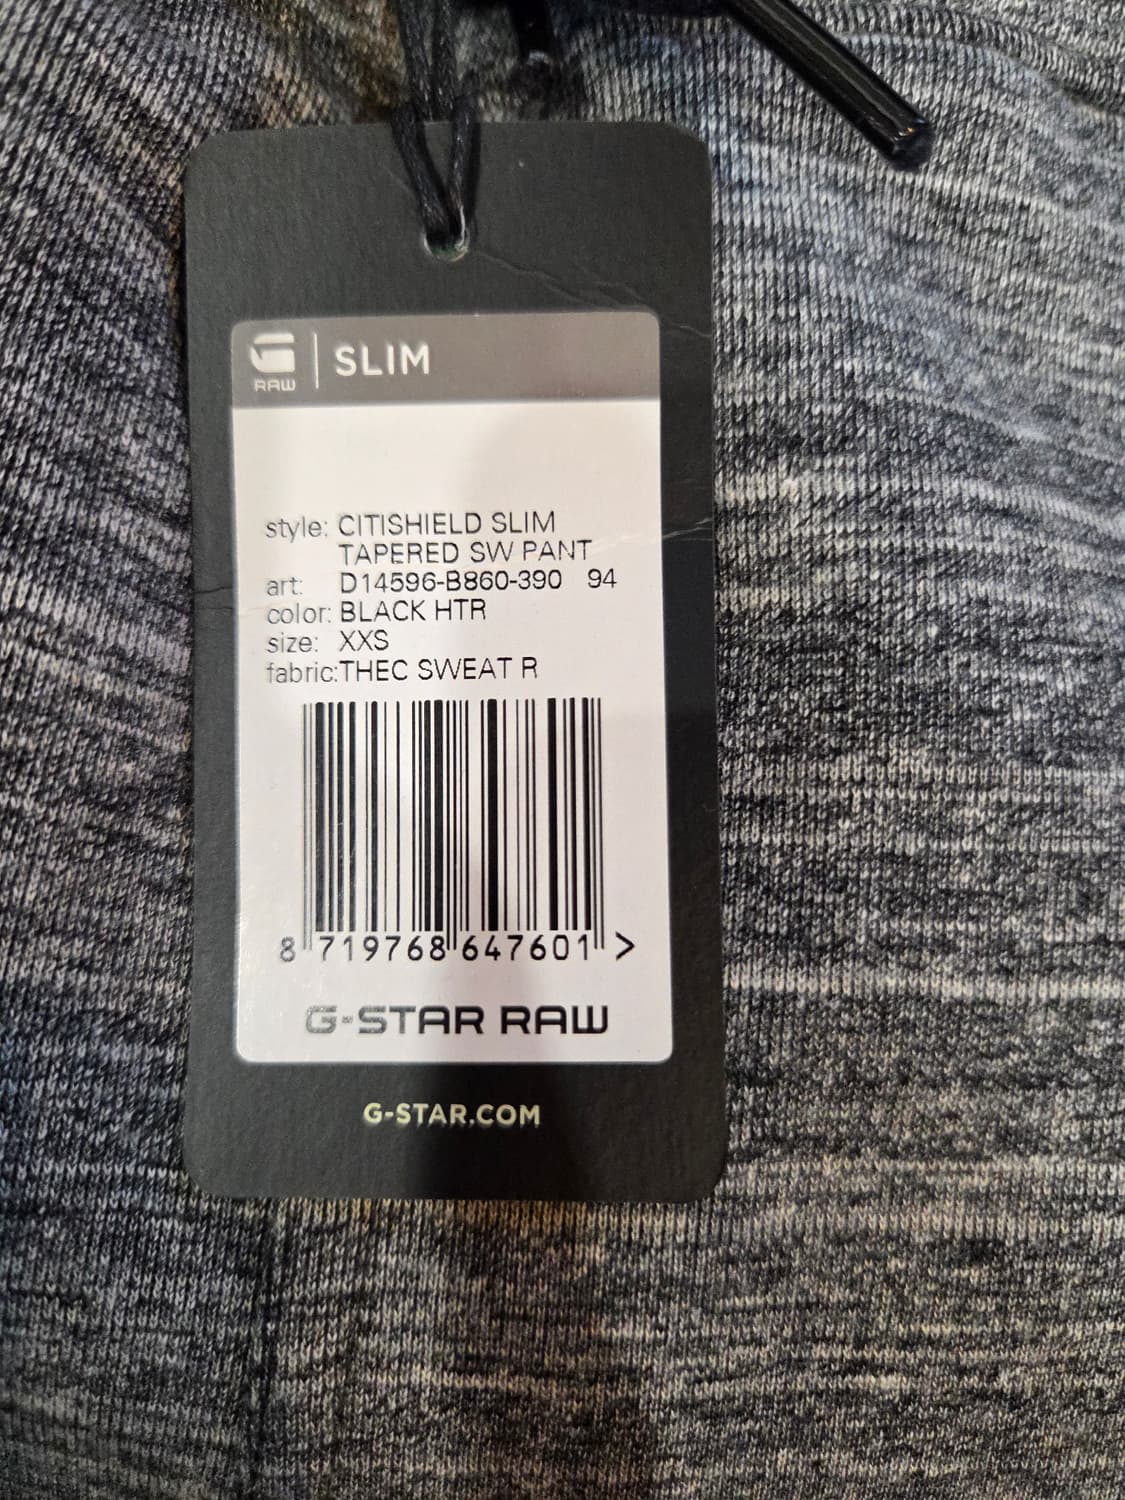 RAW | SLIM
style: CITISHIELD SLIM
TAPERED SW PANT
art: D14596-B860-390 94
color: BLACK HTR
size: XXS
fabric: THEC SWEAT R
8 719768 647601 >
G-STAR RAW
G-STAR.COM